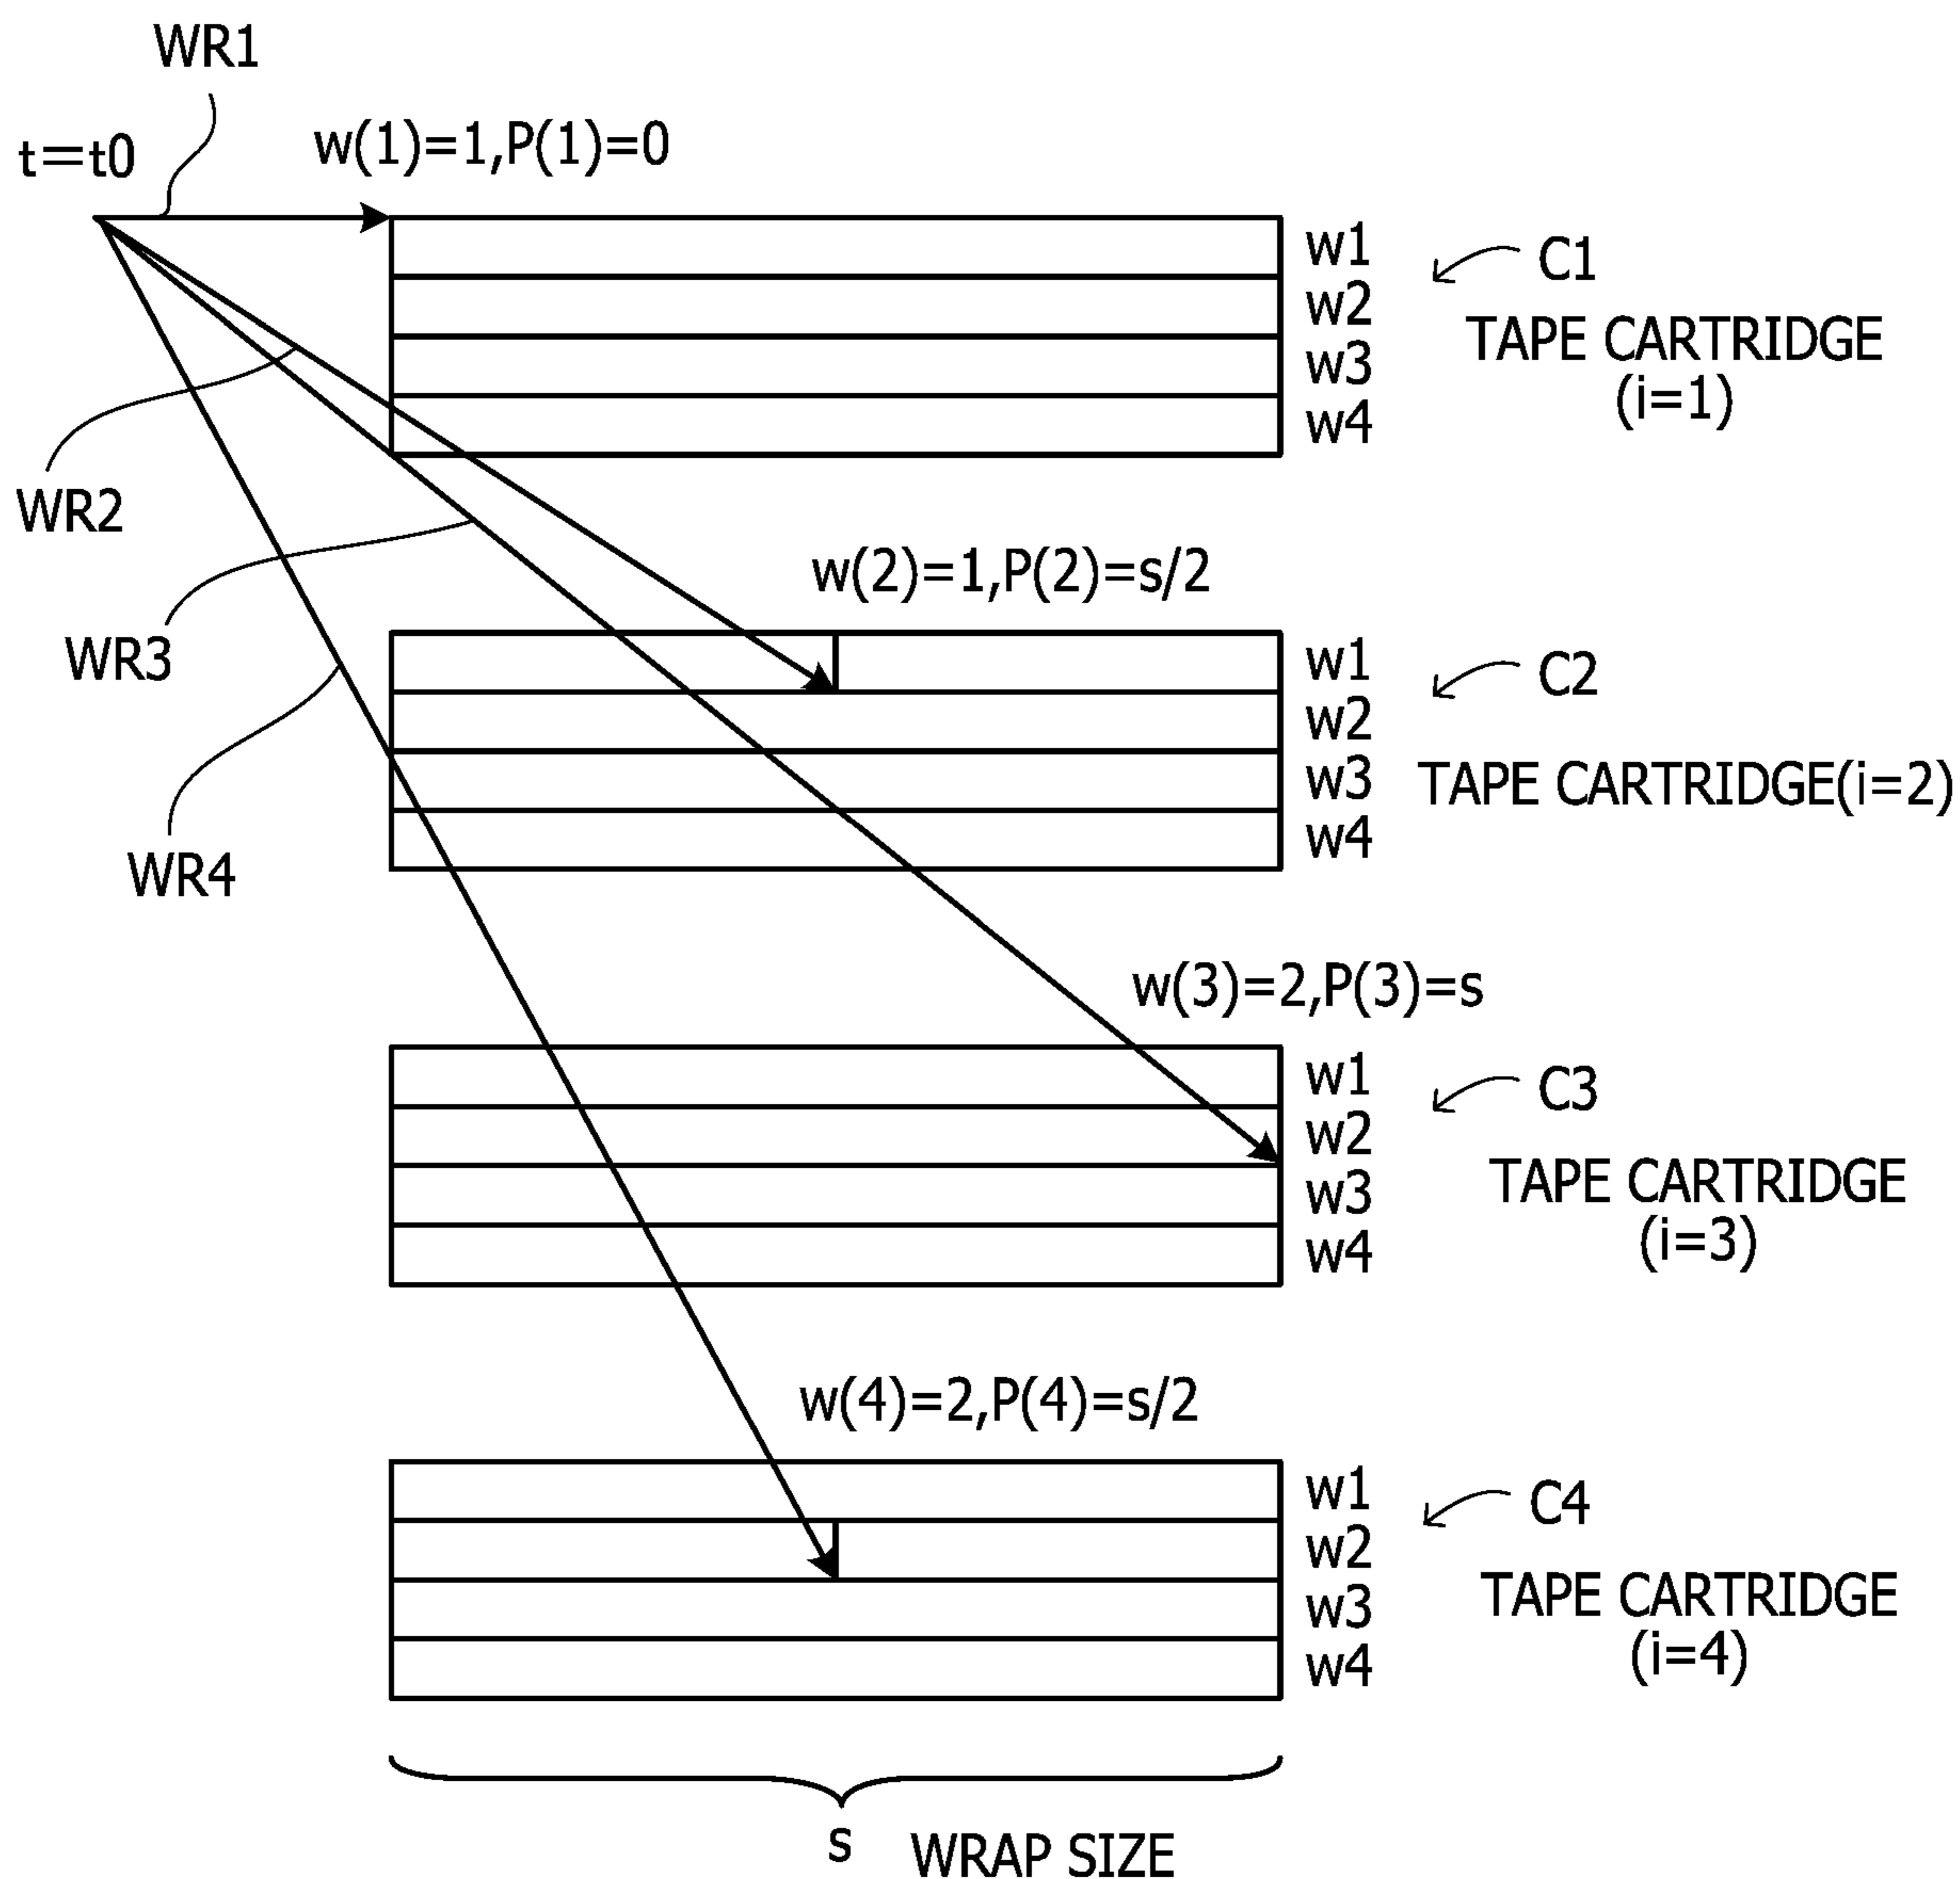 WR1
t=t0
w(1)=1,P(1)=0
w1
w2
w3
w4
C1
TAPE CARTRIDGE
(i=1)
WR2
WR3
WR4
w(2)=1,P(2)=s/2
w1
w2
w3
w4
C2
TAPE CARTRIDGE(i=2)
w(3)=2,P(3)=s
w1
w2
w3
w4
C3
TAPE CARTRIDGE
(i=3)
w(4)=2,P(4)=s/2
w1
w2
w3
w4
C4
TAPE CARTRIDGE
(i=4)
s WRAP SIZE